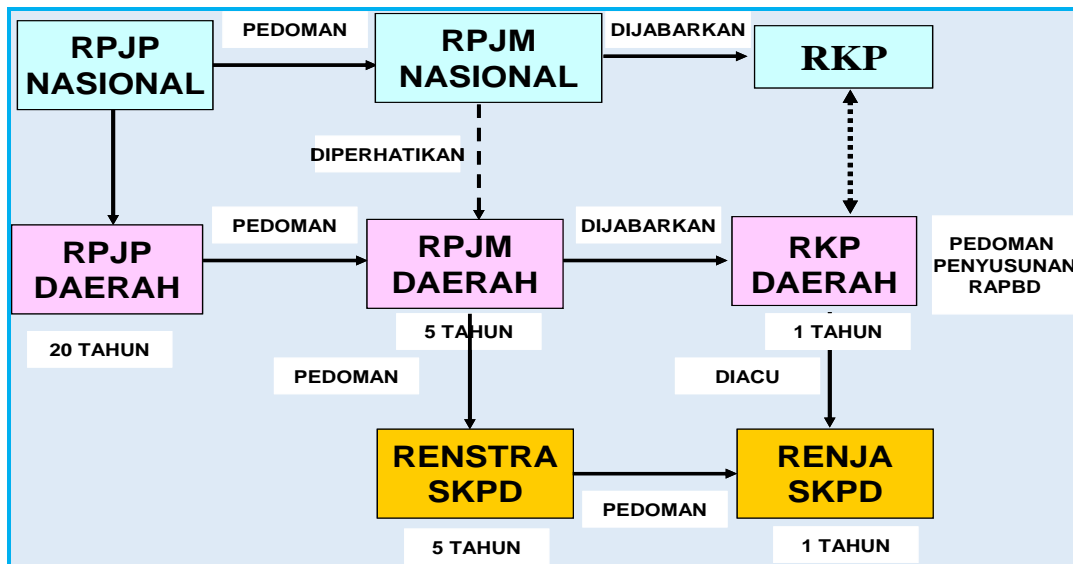 PEDOMAN
DIJABARKAN
RPJP
NASIONAL
RPJM
NASIONAL
RKP
DIPERHATIKAN
PEDOMAN
DIJABARKAN
RPJP
DAERAH
RPJM
DAERAH
RKP
DAERAH
PEDOMAN
PENYUSUNAN
RAPBD
20 TAHUN
5 TAHUN
1 TAHUN
PEDOMAN
DIACU
RENSTRA
SKPD
RENJA
SKPD
PEDOMAN
5 TAHUN
1 TAHUN